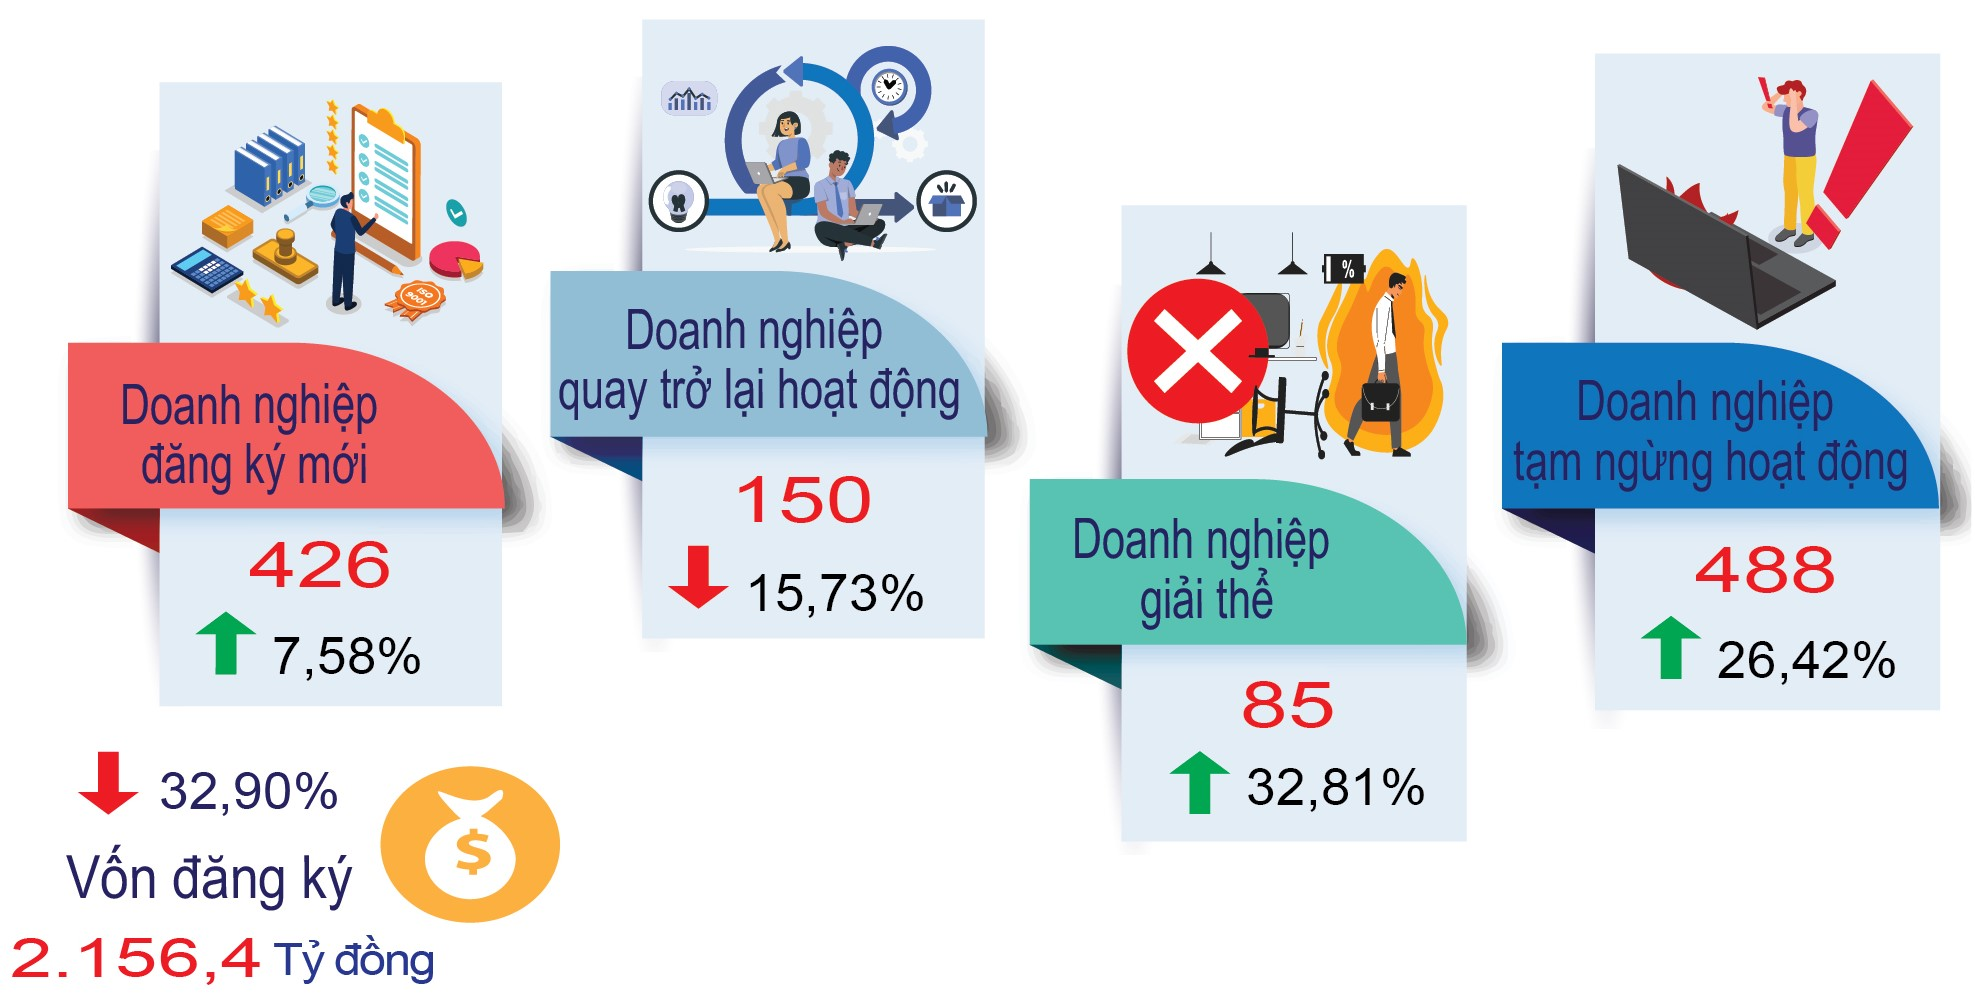 Doanh nghiệp
đăng ký mới
426
7,58%
32,90%
Vốn đăng ký
2.156,4 Tỷ đồng
$
ISO
9001
Doanh nghiệp
quay trở lại hoạt động
150
15,73%
%
Doanh nghiệp
giải thể
85
32,81%
Doanh nghiệp
tạm ngừng hoạt động
488
26,42%